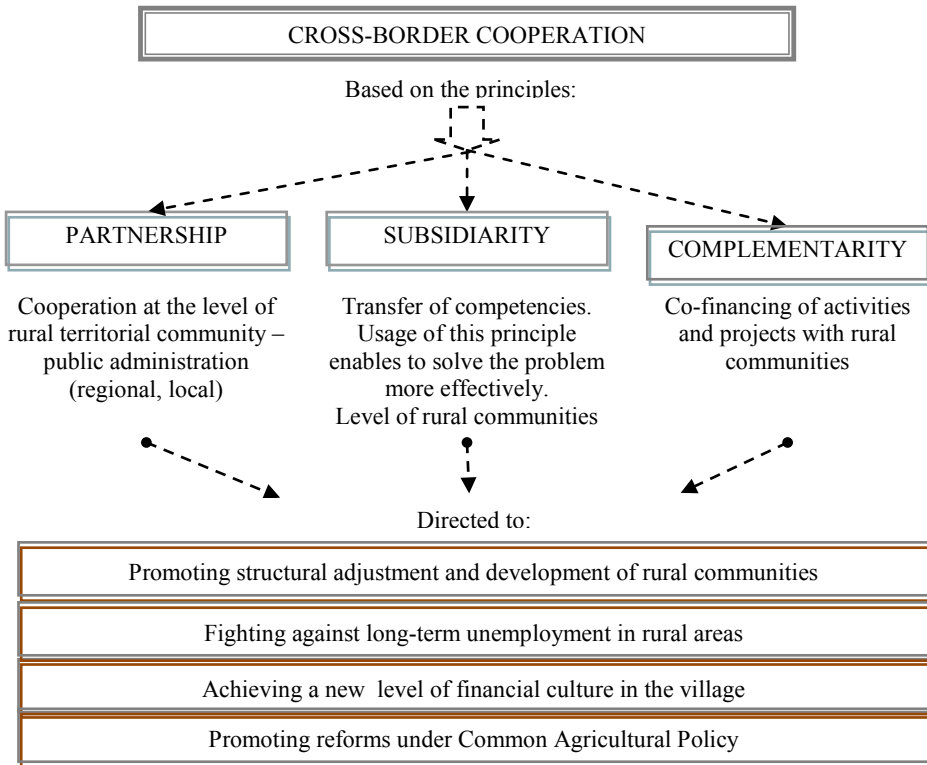 CROSS-BORDER COOPERATION
Based on the principles:
PARTNERSHIP
Cooperation at the level of
rural territorial community –
public administration
(regional, local)
SUBSIDIARITY
Transfer of competencies.
Usage of this principle
enables to solve the problem
more effectively.
Level of rural communities
COMPLEMENTARITY
Co-financing of activities
and projects with rural
communities
Directed to:
Promoting structural adjustment and development of rural communities
Fighting against long-term unemployment in rural areas
Achieving a new level of financial culture in the village
Promoting reforms under Common Agricultural Policy